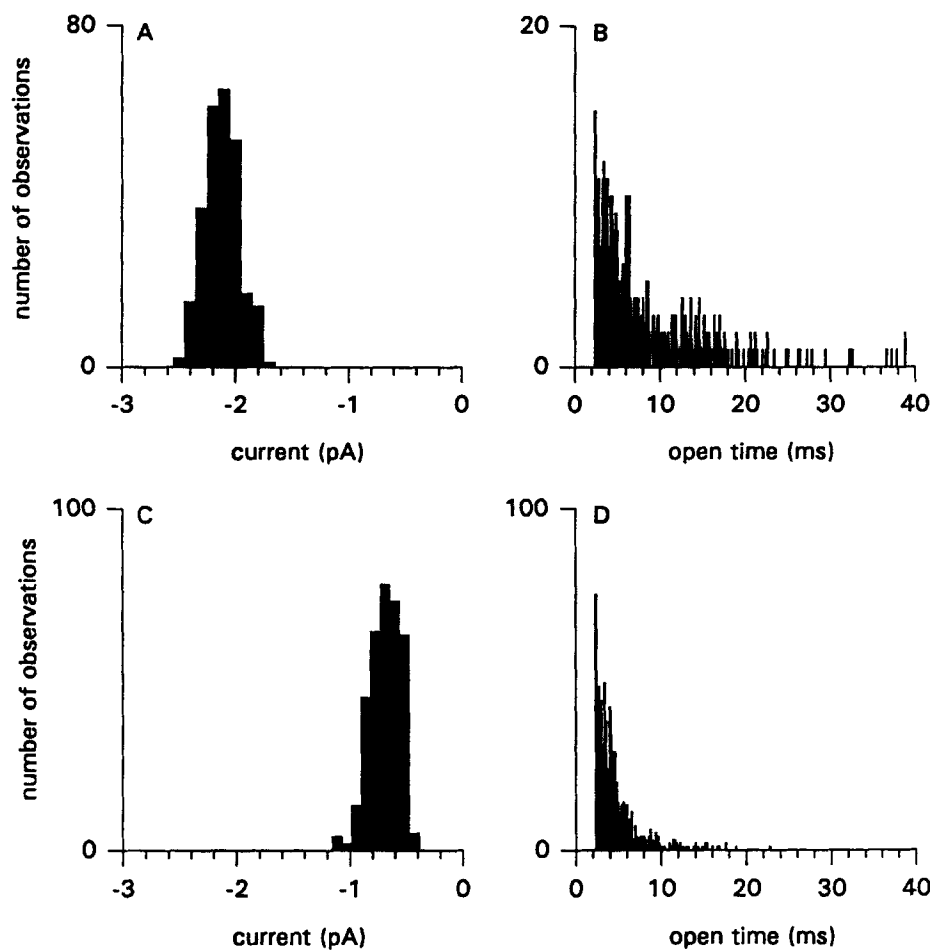 80
A
number of observations
0
-3 -2 -1 0
current (pA)
20
B
0
0 10 20 30 40
open time (ms)
100
C
number of observations
0
-3 -2 -1 0
current (pA)
100
D
0
0 10 20 30 40
open time (ms)